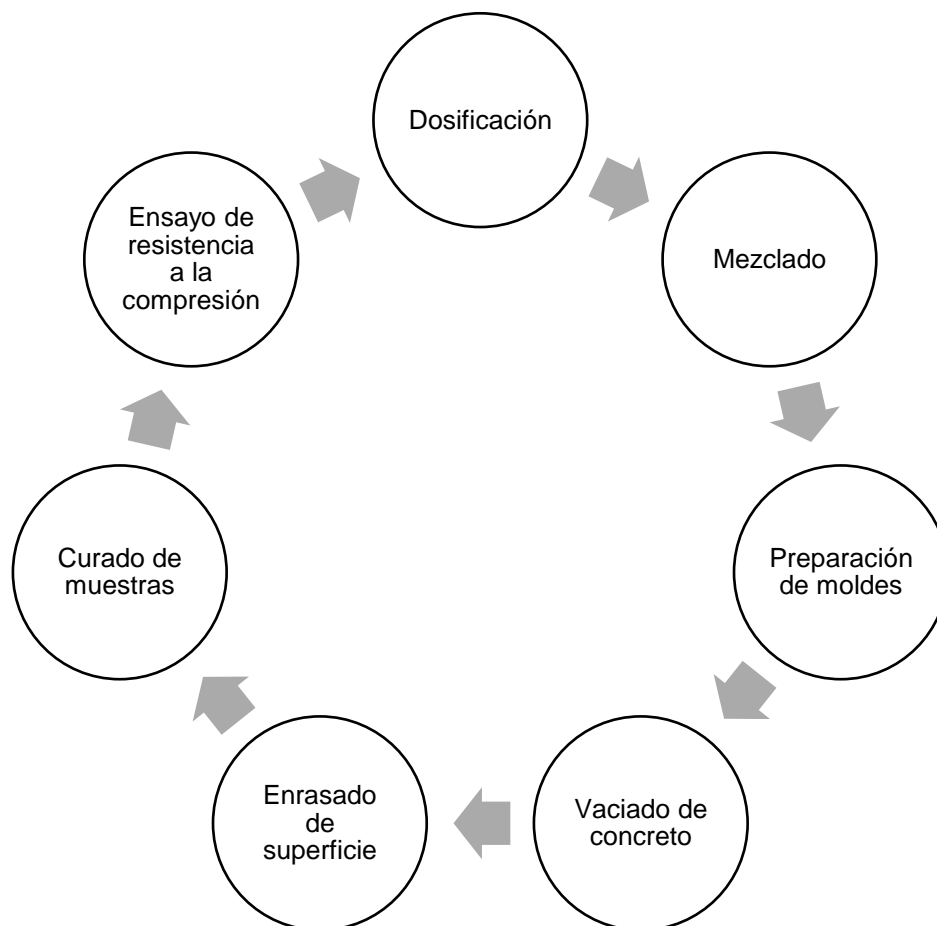 Dosificación
Mezclado
Preparación
de moldes
Vaciado de
concreto
Enrasado
de
superficie
Curado de
muestras
Ensayo de
resistencia
a la
compresión